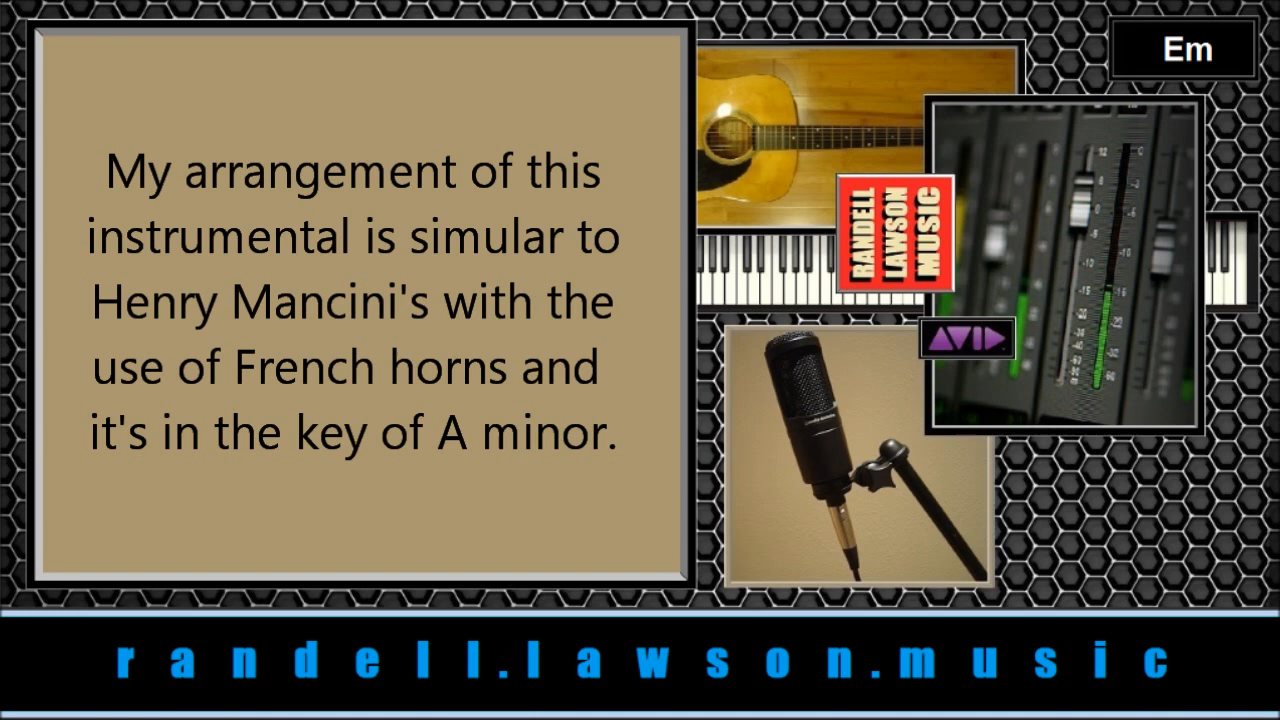 Em
My arrangement of this
instrumental is simular to
Henry Mancini's with the
use of French horns and
it's in the key of A minor.
RANDELL
LAWSON
MUSIC
AVID
randell.lawson.music